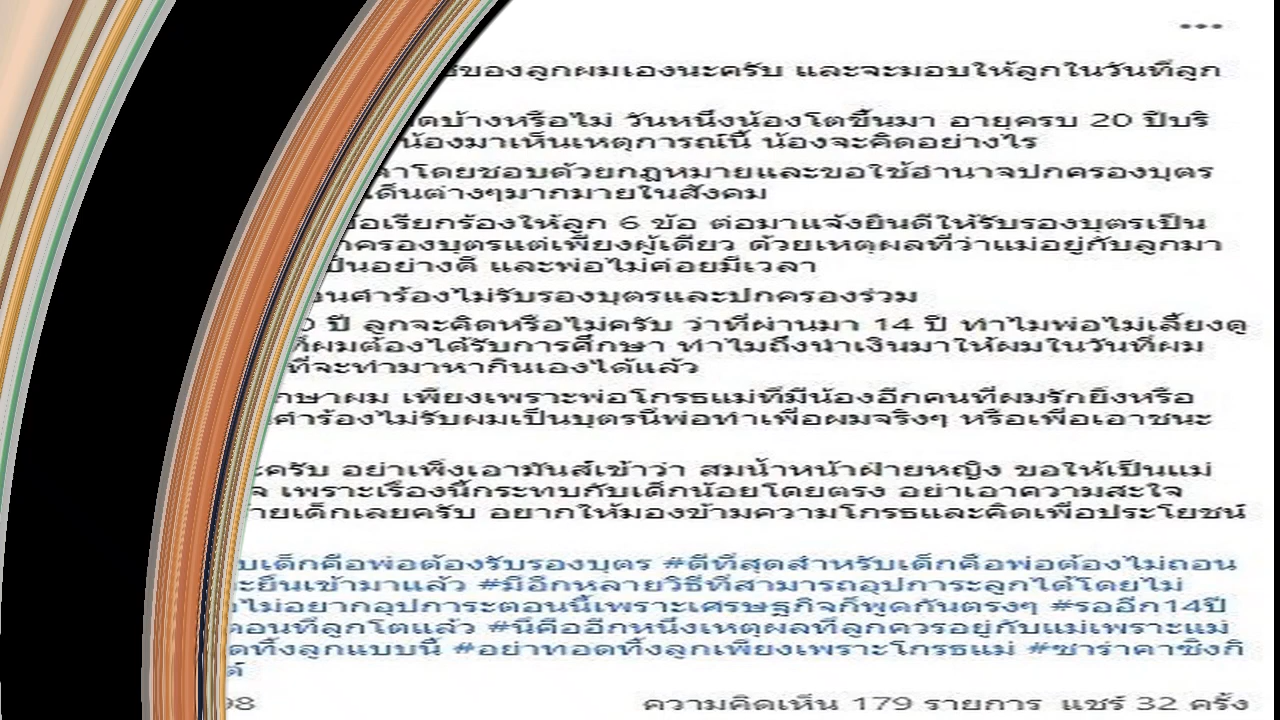 ของลูกผมเองนะครับ และจะมอบให้ลูกในวันที่ลูก
บ้างหรือไม่ วันหนึ่งน้องโตขึ้นมา อายุครบ 20 ปีบริ
น้องมาเห็นเหตุการณ์นี้ น้องจะคิดอย่างไร
โดยชอบด้วยกฎหมายและขอใช้อำนาจปกครองบุตร
เด็นต่างๆมากมายในสังคม
ข้อเรียกร้องให้ลูก 6 ข้อ ต่อมาแจ้งยินดีให้รับรองบุตรเป็น
กครองบุตรแต่เพียงผู้เดียว ด้วยเหตุผลที่ว่าแม่อยู่กับลูกมา
ป็นอย่างดี และพ่อไม่ค่อยมีเวลา
อนคำร้องไม่รับรองบุตรและปกครองร่วม
0 ปี ลูกจะคิดหรือไม่ครับ ว่าที่ผ่านมา 14 ปี ทำไมพ่อไม่เลี้ยงดู
ที่ผมต้องได้รับการศึกษา ทำไมถึงนำเงินมาให้ผมในวันที่ผม
ที่จะทำมาหากินเองได้แล้ว
กษาผม เพียงเพราะพ่อโกรธแม่ที่มีน้องอีกคนที่ผมรักยิ่งหรือ
คำร้องไม่รับผมเป็นบุตรนี้พ่อทำเพื่อผมจริงๆ หรือเพื่อเอาชนะ
ะครับ อย่าเพิ่งเอามันส์เข้าว่า สมน้ำหน้าฝ่ายหญิง ขอให้เป็นแม่
จ เพราะเรื่องนี้กระทบกับเด็กน้อยโดยตรง อย่าเอาความสะใจ
ายเด็กเลยครับ อยากให้มองข้ามความโกรธและคิดเพื่อประโยชน์
บเด็กคือพ่อต้องรับรองบุตร #ดีที่สุดสำหรับเด็กคือพ่อต้องไม่ถอน
ะยื่นเข้ามาแล้ว #มีอีกหลายวิธีที่สามารถอุปการะลูกได้โดยไม่
ไม่อยากอุปการะตอนนี้เพราะเศรษฐกิจก็พูดกันตรงๆ #รออีก14ปี
ตอนที่ลูกโตแล้ว #นี่คืออีกหนึ่งเหตุผลที่ลูกควรอยู่กับแม่เพราะแม่
ดทิ้งลูกแบบนี้ #อย่าทอดทิ้งลูกเพียงเพราะโกรธแม่ #ซาร่าคาซิงกิ
ด์
98 ความคิดเห็น 179 รายการ แชร์ 32 ครั้ง